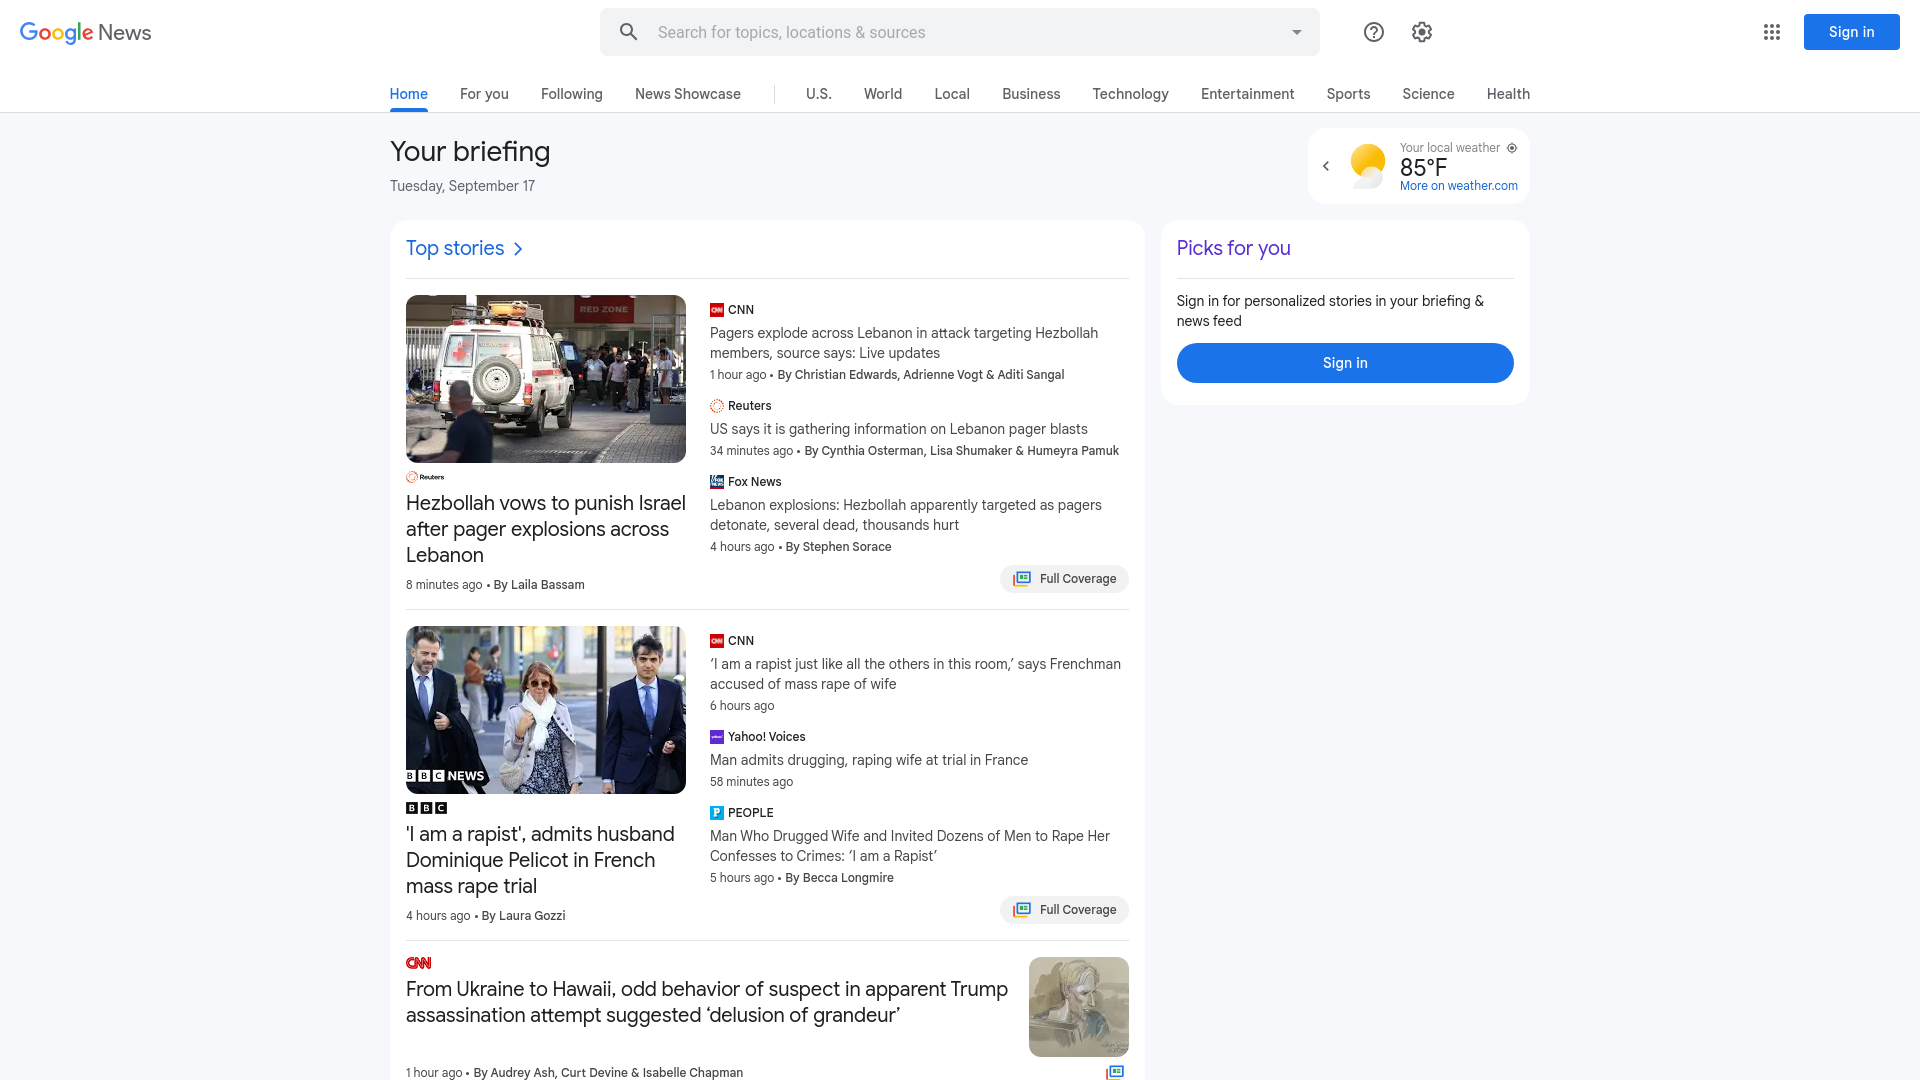 Google News
Search for topics, locations & sources
Sign in
Home
For you
Following
News Showcase
U.S.
World
Local
Business
Technology
Entertainment
Sports
Science
Health
Your briefing
Tuesday, September 17
Your local weather
85°F
More on weather.com
Top stories
RED ZONE
Reuters
Hezbollah vows to punish Israel
after pager explosions across
Lebanon
8 minutes ago • By Laila Bassam
CNN
Pagers explode across Lebanon in attack targeting Hezbollah
members, source says: Live updates
1 hour ago • By Christian Edwards, Adrienne Vogt & Aditi Sangal
Reuters
US says it is gathering information on Lebanon pager blasts
34 minutes ago • By Cynthia Osterman, Lisa Shumaker & Humeyra Pamuk
Fox News
Lebanon explosions: Hezbollah apparently targeted as pagers
detonate, several dead, thousands hurt
4 hours ago • By Stephen Sorace
Full Coverage
BBC NEWS
BBC
'I am a rapist', admits husband
Dominique Pelicot in French
mass rape trial
4 hours ago • By Laura Gozzi
CNN
‘I am a rapist just like all the others in this room,’ says Frenchman
accused of mass rape of wife
6 hours ago
Yahoo! Voices
Man admits drugging, raping wife at trial in France
58 minutes ago
PEOPLE
Man Who Drugged Wife and Invited Dozens of Men to Rape Her
Confesses to Crimes: ‘I am a Rapist’
5 hours ago • By Becca Longmire
Full Coverage
CNN
From Ukraine to Hawaii, odd behavior of suspect in apparent Trump
assassination attempt suggested ‘delusion of grandeur’
1 hour ago • By Audrey Ash, Curt Devine & Isabelle Chapman
Picks for you
Sign in for personalized stories in your briefing &
news feed
Sign in